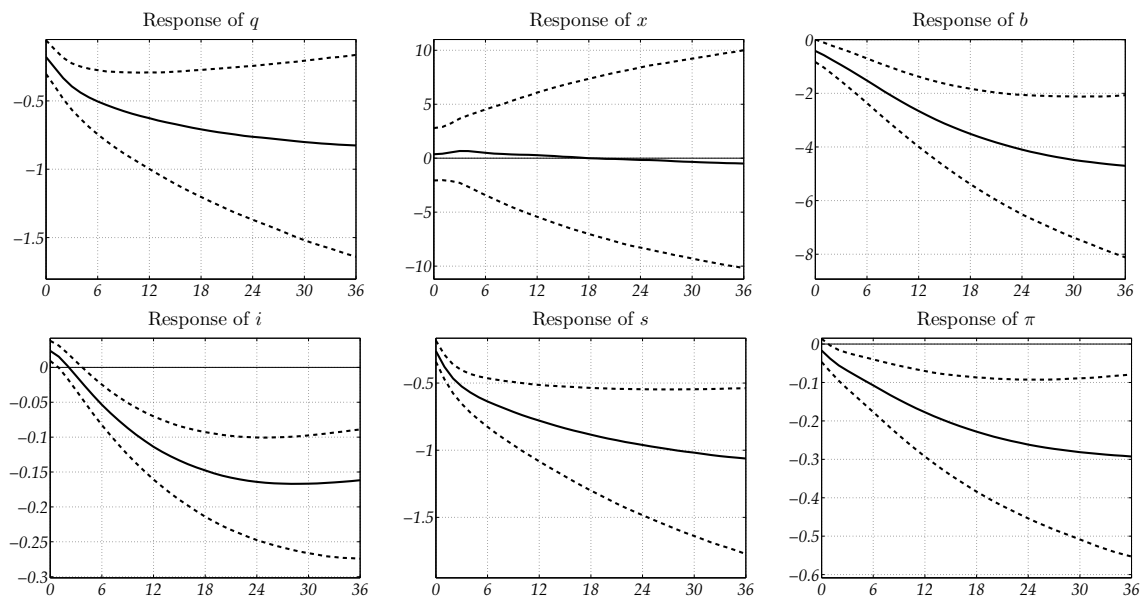 Response of q
Response of x
Response of b
−0.5
−1
−1.5
0 6 12 18 24 30 36
10
5
0
−5
−10
0 6 12 18 24 30 36
0
−2
−4
−6
−8
0 6 12 18 24 30 36
Response of i
Response of s
Response of π
0
−0.05
−0.1
−0.15
−0.2
−0.25
−0.3
0 6 12 18 24 30 36
−0.5
−1
−1.5
0 6 12 18 24 30 36
0
−0.1
−0.2
−0.3
−0.4
−0.5
−0.6
0 6 12 18 24 30 36